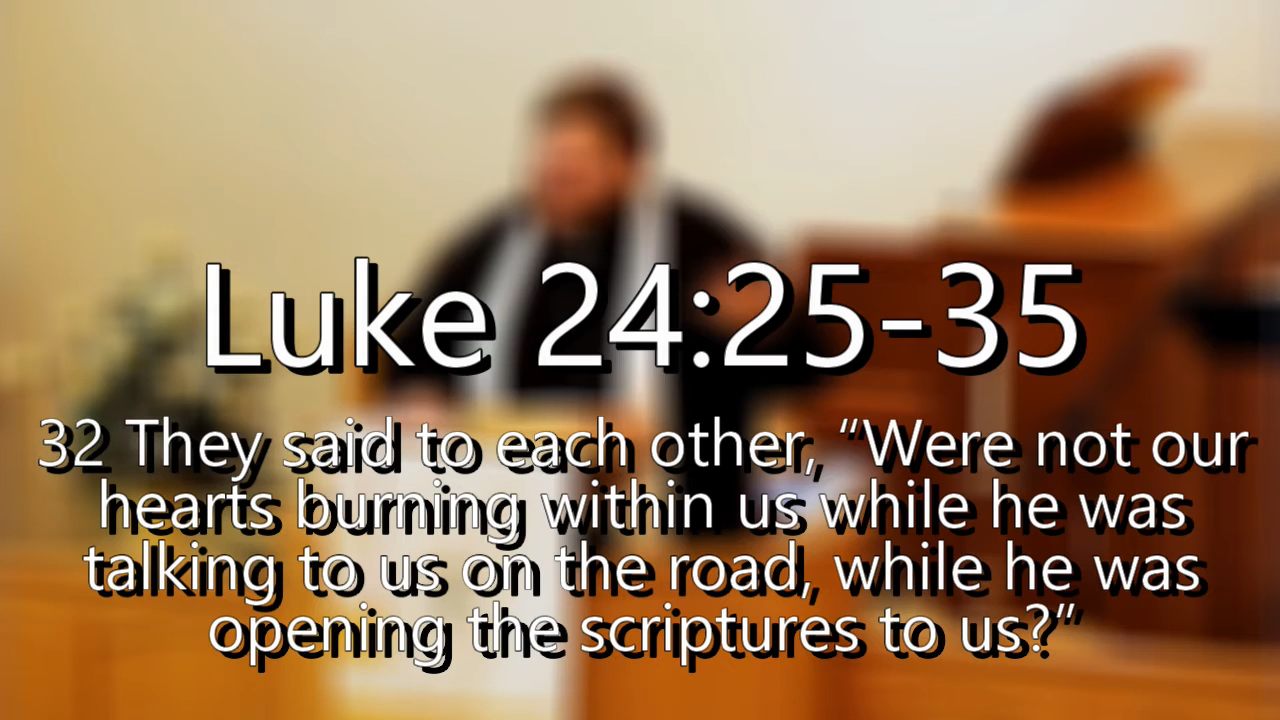 Luke 24:25-35
32 They said to each other, “Were not our
hearts burning within us while he was
talking to us on the road, while he was
opening the scriptures to us?”